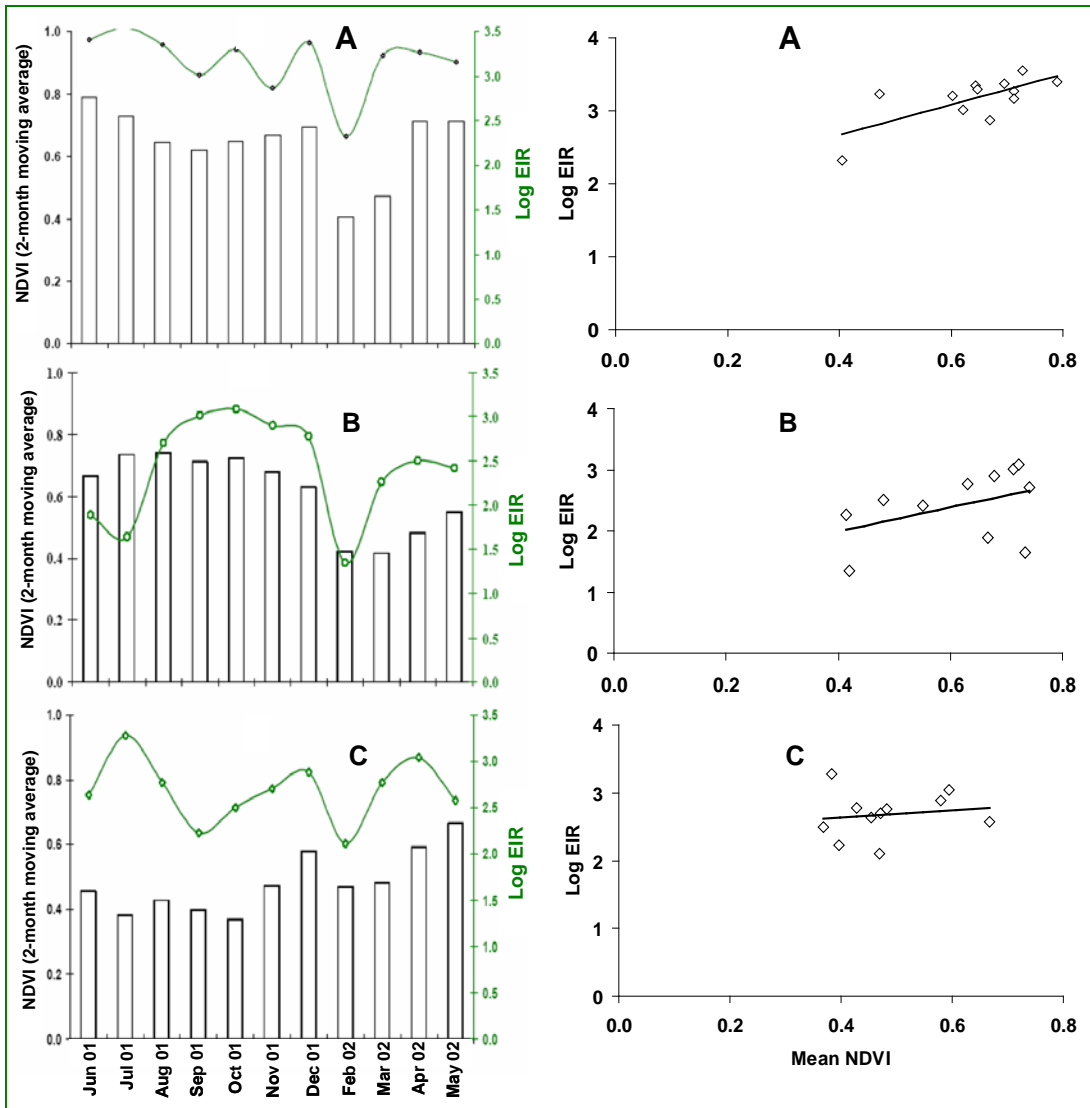 A
NDVI (2-month moving average)
1.0
0.8
0.6
0.4
0.2
0.0
3.5
3.0
2.5
2.0
1.5
1.0
0.5
0.0
Log EIR
A
Log EIR
4
3
2
1
0
0.0 0.2 0.4 0.6 0.8
B
NDVI (2-month moving average)
1.0
0.8
0.6
0.4
0.2
0.0
3.5
3.0
2.5
2.0
1.5
1.0
0.5
0.0
Log EIR
B
Log EIR
4
3
2
1
0
0.0 0.2 0.4 0.6 0.8
C
NDVI (2-month moving average)
1.0
0.8
0.6
0.4
0.2
0.0
3.5
3.0
2.5
2.0
1.5
1.0
0.5
0.0
Log EIR
Jun 01
Jul 01
Aug 01
Sep 01
Oct 01
Nov 01
Dec 01
Feb 02
Mar 02
Apr 02
May 02
C
Log EIR
4
3
2
1
0
0.0 0.2 0.4 0.6 0.8
Mean NDVI